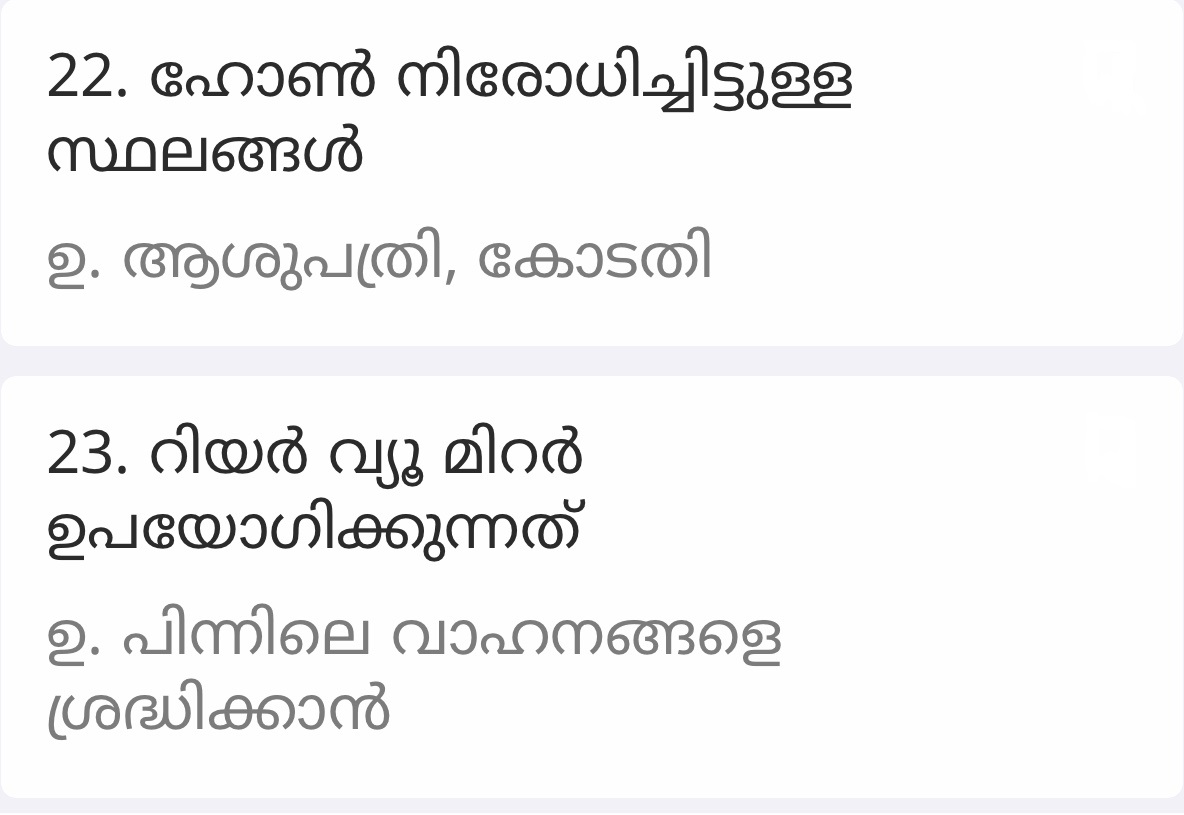 22. ഹോൺ നിരോധിച്ചിട്ടുള്ള
സ്ഥലങ്ങൾ
ഉ. ആശുപത്രി, കോടതി
23. റിയർ വ്യൂ മിറർ
ഉപയോഗിക്കുന്നത്
ഉ. പിന്നിലെ വാഹനങ്ങളെ
ശ്രദ്ധിക്കാൻ